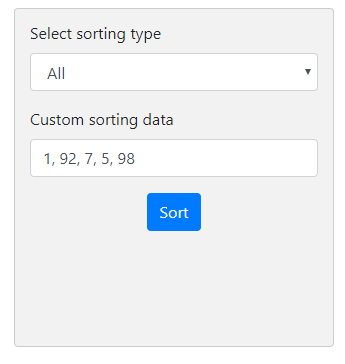 Select sorting type
All
Custom sorting data
1, 92, 7, 5, 98
Sort